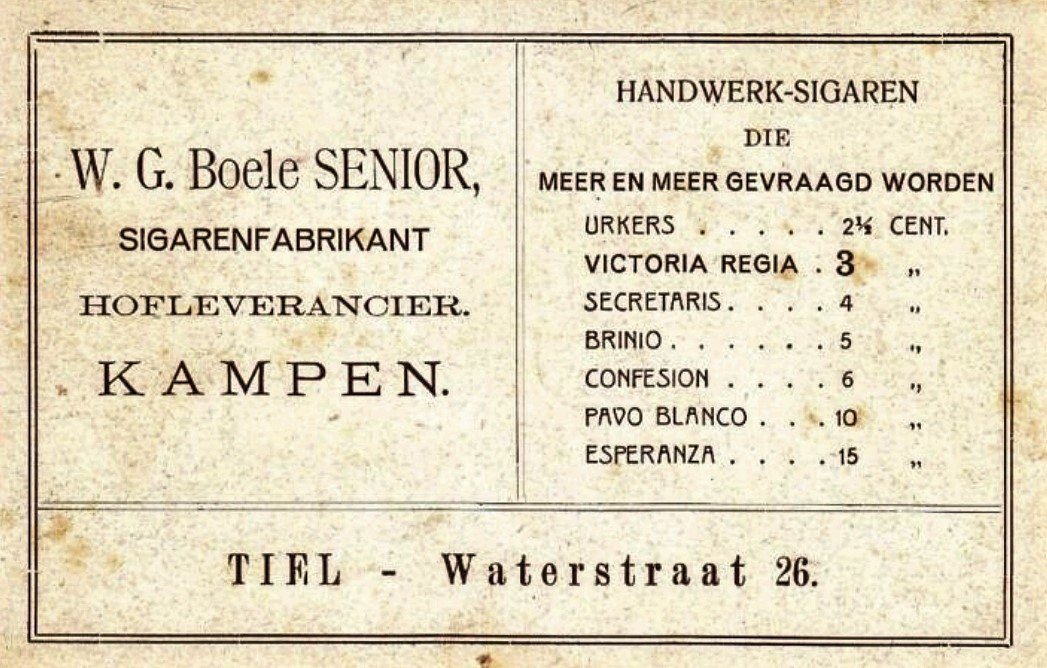 W. G. Boele SENIOR,
SIGARENFABRIKANT
HOFLEVERANCIER.
KAMPEN.
HANDWERK-SIGAREN
DIE
MEER EN MEER GEVRAAGD WORDEN
URKERS . . . . . 2½ CENT.
VICTORIA REGIA . 3 „
SECRETARIS . . . . 4 „
BRINIO . . . . . . 5 „
CONFESION . . . . 6 „
PAVO BLANCO . . . 10 „
ESPERANZA . . . . 15 „
TIEL - Waterstraat 26.